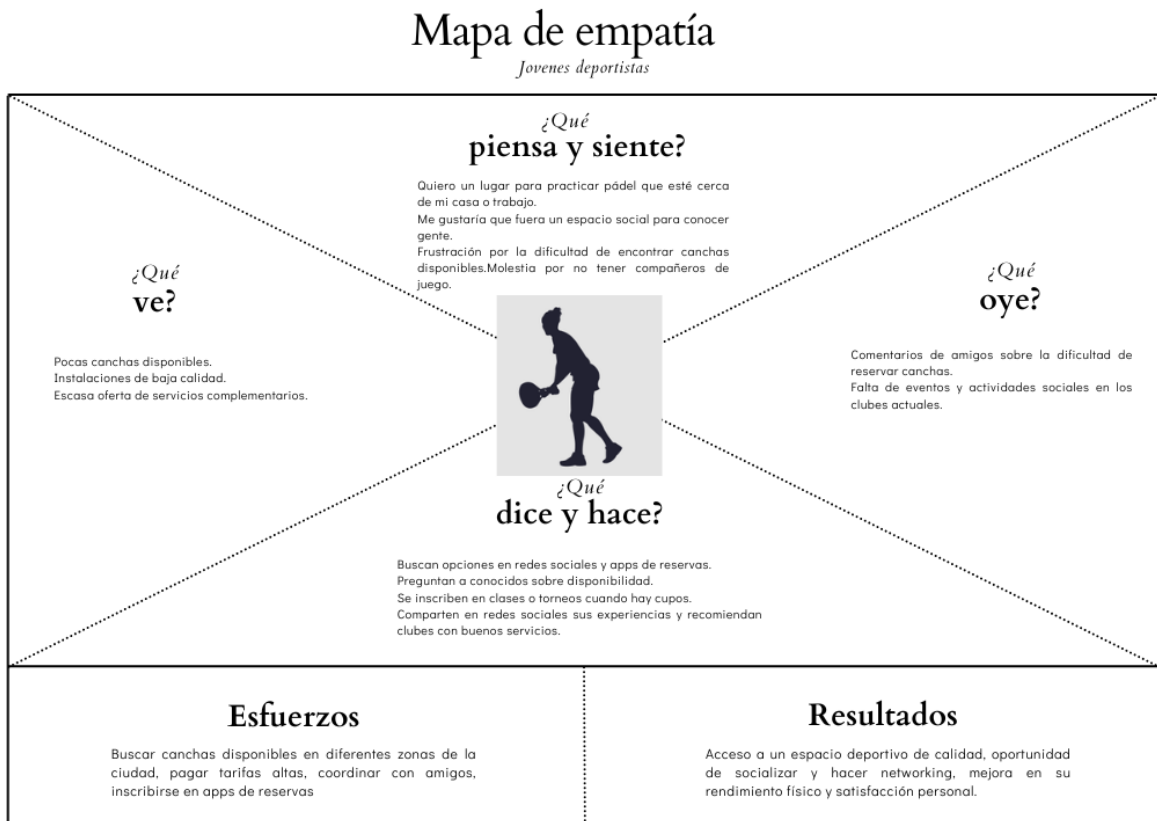 Mapa de empatía
Jovenes deportistas
¿Qué
piensa y siente?
Quiero un lugar para practicar pádel que esté cerca
de mi casa o trabajo.
Me gustaría que fuera un espacio social para conocer
gente.
Frustración por la dificultad de encontrar canchas
disponibles.Molestia por no tener compañeros de
juego.
¿Qué
ve?
Pocas canchas disponibles.
Instalaciones de baja calidad.
Escasa oferta de servicios complementarios.
¿Qué
oye?
Comentarios de amigos sobre la dificultad de
reservar canchas.
Falta de eventos y actividades sociales en los
clubes actuales.
¿Qué
dice y hace?
Buscan opciones en redes sociales y apps de reservas.
Preguntan a conocidos sobre disponibilidad.
Se inscriben en clases o torneos cuando hay cupos.
Comparten en redes sociales sus experiencias y recomiendan
clubes con buenos servicios.
Esfuerzos
Buscar canchas disponibles en diferentes zonas de la
ciudad, pagar tarifas altas, coordinar con amigos,
inscribirse en apps de reservas
Resultados
Acceso a un espacio deportivo de calidad, oportunidad
de socializar y hacer networking, mejora en su
rendimiento físico y satisfacción personal.